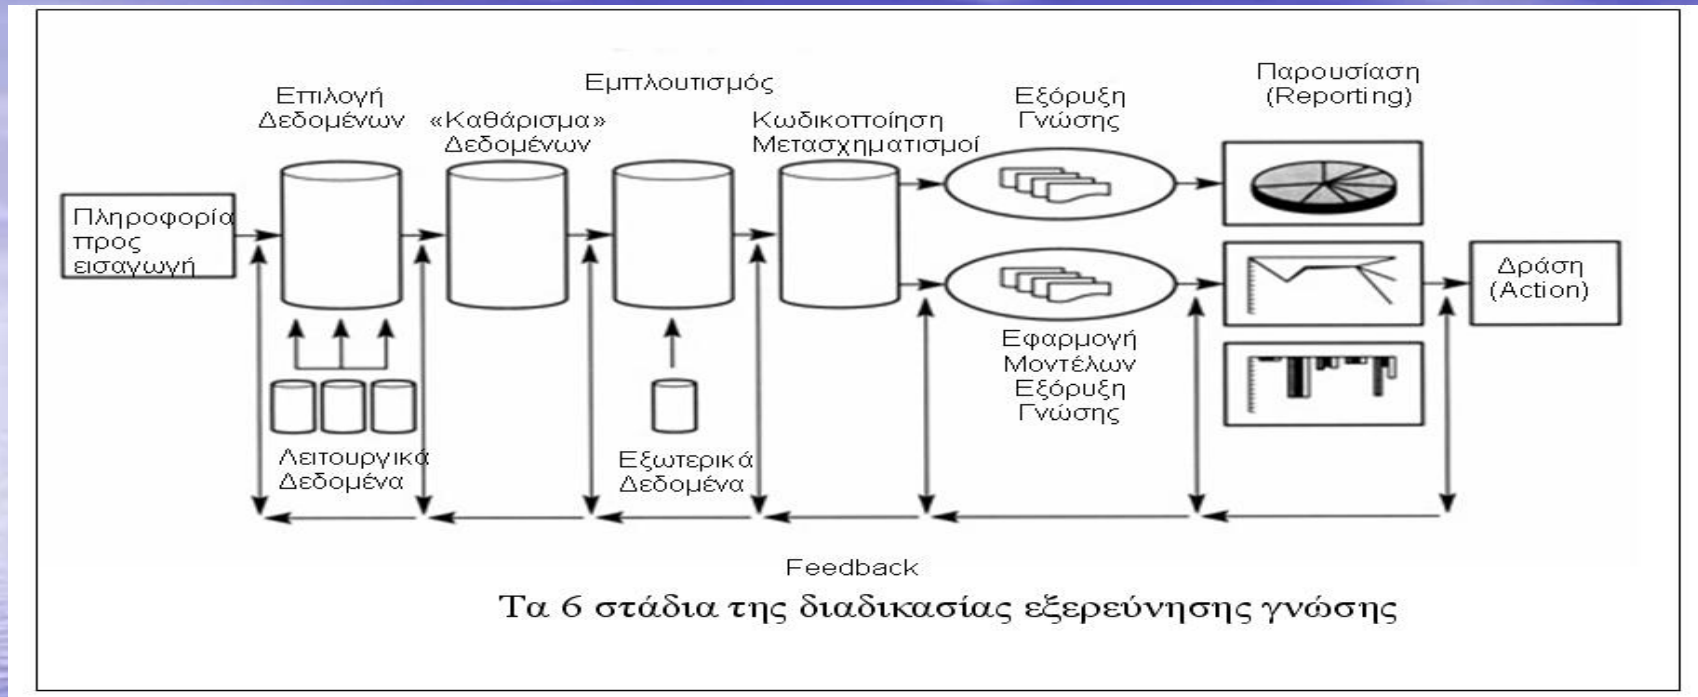 Επιλογή
Δεδομένων
«Καθάρισμα»
Δεδομένων
Εμπλουτισμός
Κωδικοποίηση
Μετασχηματισμοί
Εξόρυξη
Γνώσης
Παρουσίαση
(Reporting)
Πληροφορία
προς
εισαγωγή
Δράση
(Action)
Εφαρμογή
Μοντέλων
Εξόρυξη
Γνώσης
Λειτουργικά
Δεδομένα
Εξωτερικά
Δεδομένα
Feedback
Τα 6 στάδια της διαδικασίας εξερεύνησης γνώσης